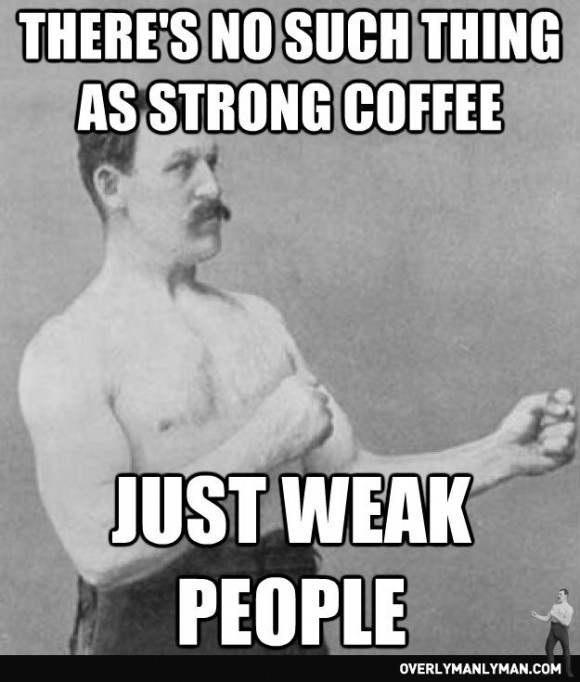 THERE'S NO SUCH THING
AS STRONG COFFEE
JUST WEAK
PEOPLE
OVERLYMANLYMAN.COM